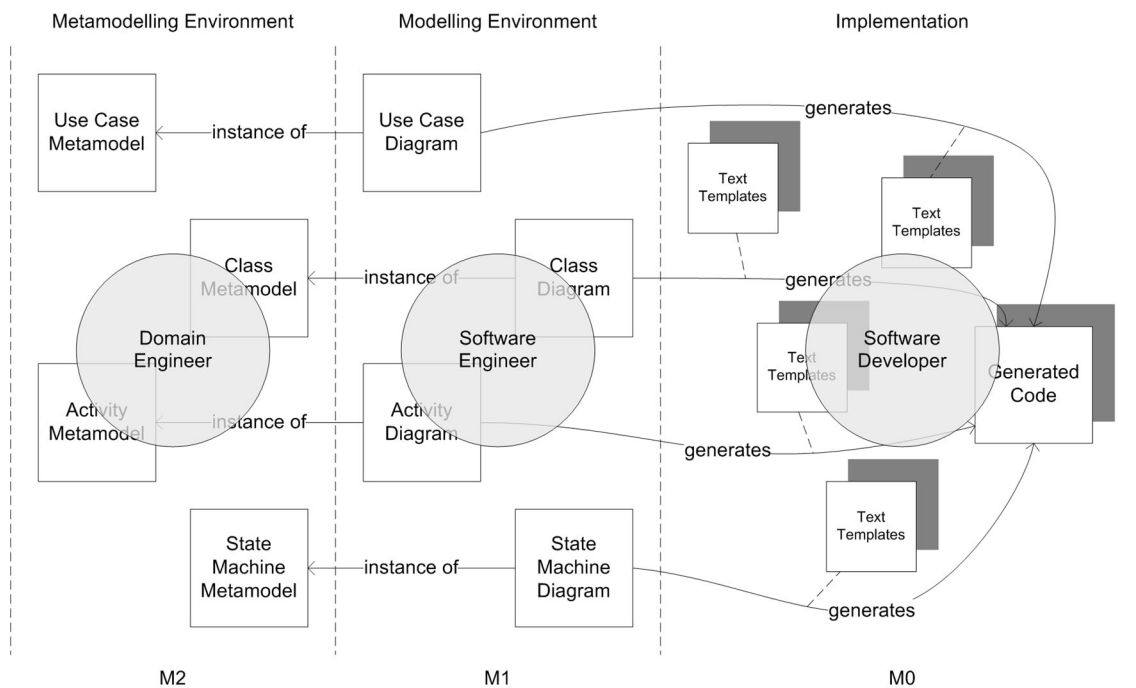 Metamodelling Environment
Modelling Environment
Implementation
Use Case
Metamodel
instance of
Use Case
Diagram
generates
Text
Templates
Text
Templates
Class
Metamodel
instance of
Class
Diagram
generates
Domain
Engineer
Software
Engineer
Text
Templates
Software
Developer
Generated
Code
Activity
Metamodel
instance of
Activity
Diagram
generates
Text
Templates
State
Machine
Metamodel
instance of
State
Machine
Diagram
generates
M2
M1
M0